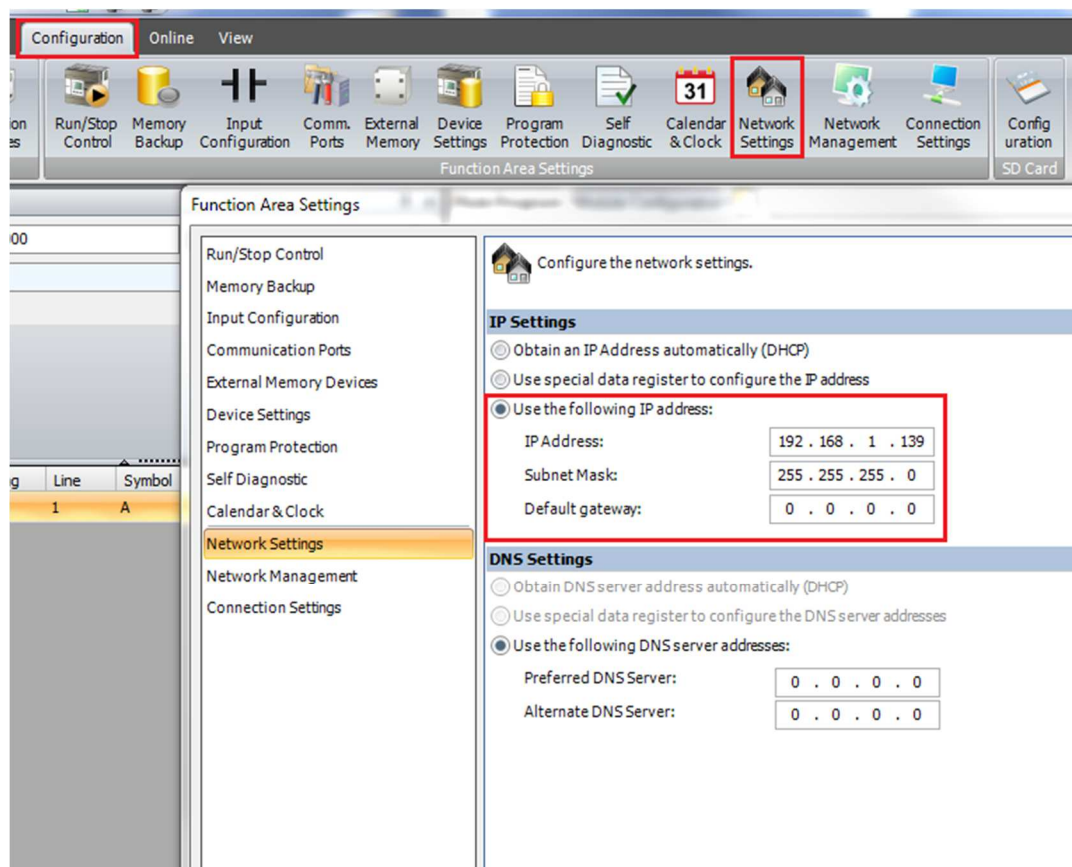 Configuration Online View
on Run/Stop Memory Input Comm. External Device Program Self Calendar Network Network Connection Config
es Control Backup Configuration Ports Memory Settings Protection Diagnostic & Clock Settings Management Settings uration
31
Function Area Settings SD Card
Function Area Settings
00
Run/Stop Control
Memory Backup
Input Configuration
Communication Ports
External Memory Devices
Device Settings
Program Protection
Self Diagnostic
Calendar & Clock
Network Settings
Network Management
Connection Settings
g Line Symbol
1 A
Configure the network settings.
IP Settings
Obtain an IP Address automatically (DHCP)
Use special data register to configure the IP address
Use the following IP address:
IP Address: 192 . 168 . 1 . 139
Subnet Mask: 255 . 255 . 255 . 0
Default gateway: 0 . 0 . 0 . 0
DNS Settings
Obtain DNS server address automatically (DHCP)
Use special data register to configure the DNS server addresses
Use the following DNS server addresses:
Preferred DNS Server: 0 . 0 . 0 . 0
Alternate DNS Server: 0 . 0 . 0 . 0